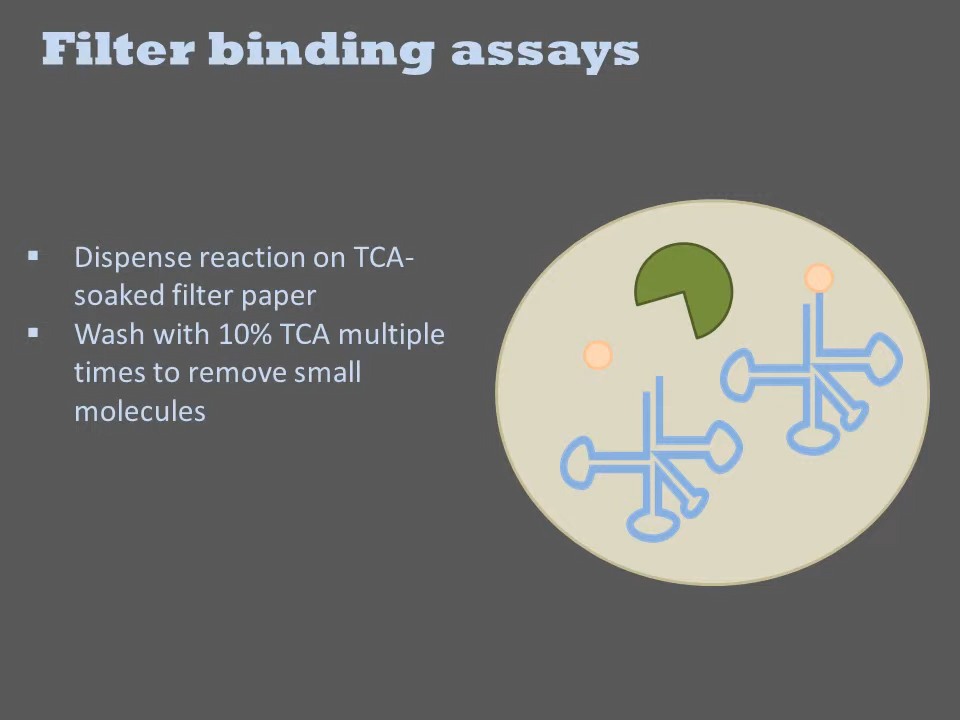 Filter binding assays
▪ Dispense reaction on TCA-
soaked filter paper
▪ Wash with 10% TCA multiple
times to remove small
molecules